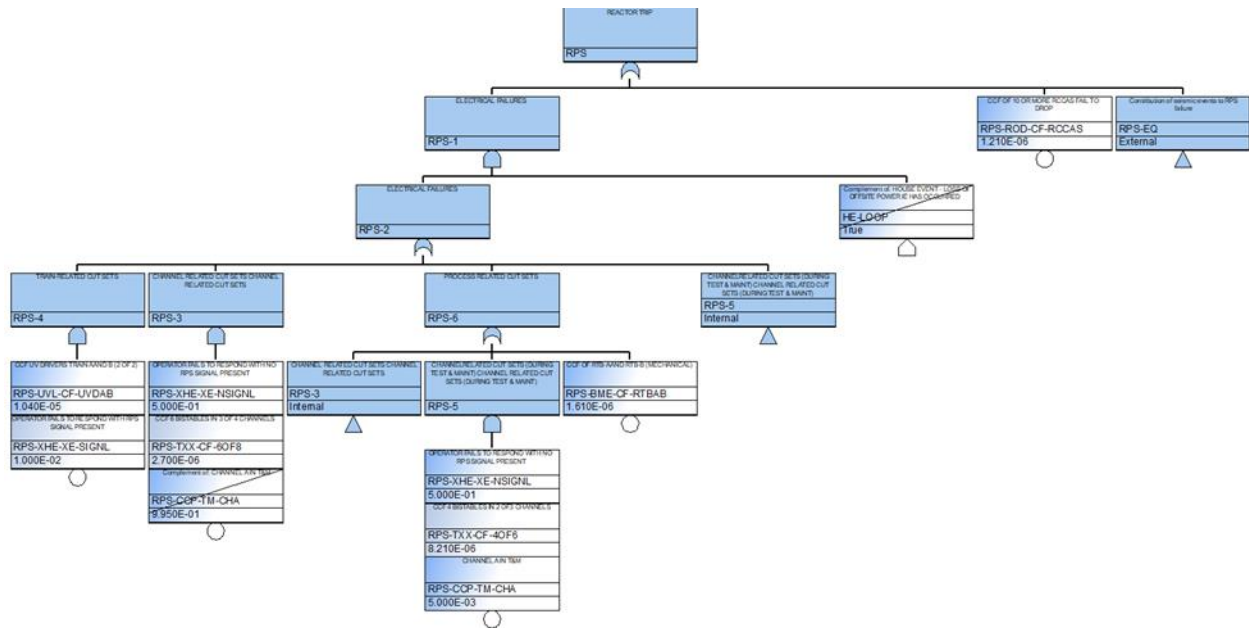 REACTOR TRIP
RPS
ELECTRICAL FAILURES
RPS-1
CCF OF 10 OR MORE RCCAS FAIL TO
DROP
RPS-ROD-CF-RCCAS
1.210E-06
Contribution of seismic events to RPS
failure
RPS-EQ
External
ELECTRICAL FAILURES
RPS-2
Complement of: HOUSE EVENT : LOSS OF
OFFSITE POWER IE HAS OCCURRED
HE-LOOP
True
TRAIN-RELATED CUT SETS
RPS-4
CHANNEL RELATED CUT SETS CHANNEL
RELATED CUT SETS
RPS-3
PROCESS RELATED CUT SETS
RPS-6
CHANNEL RELATED CUT SETS (DURING
TEST & MAINT) CHANNEL RELATED CUT
SETS (DURING TEST & MAINT)
RPS-5
Internal
CCF UV DRIVERS TRAIN A AND B (2 OF 2)
RPS-UVL-CF-UVDAB
1.040E-05
OPERATOR FAILS TO RESPOND WITH RPS
SIGNAL PRESENT
RPS-XHE-XE-SIGNL
1.000E-02
OPERATOR FAILS TO RESPOND WITH NO
RPS SIGNAL PRESENT
RPS-XHE-XE-NSIGNL
5.000E-01
CCF 6 BISTABLES IN 3 OF 4 CHANNELS
RPS-TXX-CF-6OF8
2.700E-06
Complement of: CHANNEL A IN T&M
RPS-CCP-TM-CHA
9.950E-01
CHANNEL RELATED CUT SETS CHANNEL
RELATED CUT SETS
RPS-3
Internal
CHANNEL RELATED CUT SETS (DURING
TEST & MAINT) CHANNEL RELATED CUT
SETS (DURING TEST & MAINT)
RPS-5
CCF OF RTB-A AND RTB-B (MECHANICAL)
RPS-BME-CF-RTBAB
1.610E-06
OPERATOR FAILS TO RESPOND WITH NO
RPS SIGNAL PRESENT
RPS-XHE-XE-NSIGNL
5.000E-01
CCF 4 BISTABLES IN 2 OF 3 CHANNELS
RPS-TXX-CF-4OF6
8.210E-06
CHANNEL A IN T&M
RPS-CCP-TM-CHA
5.000E-03